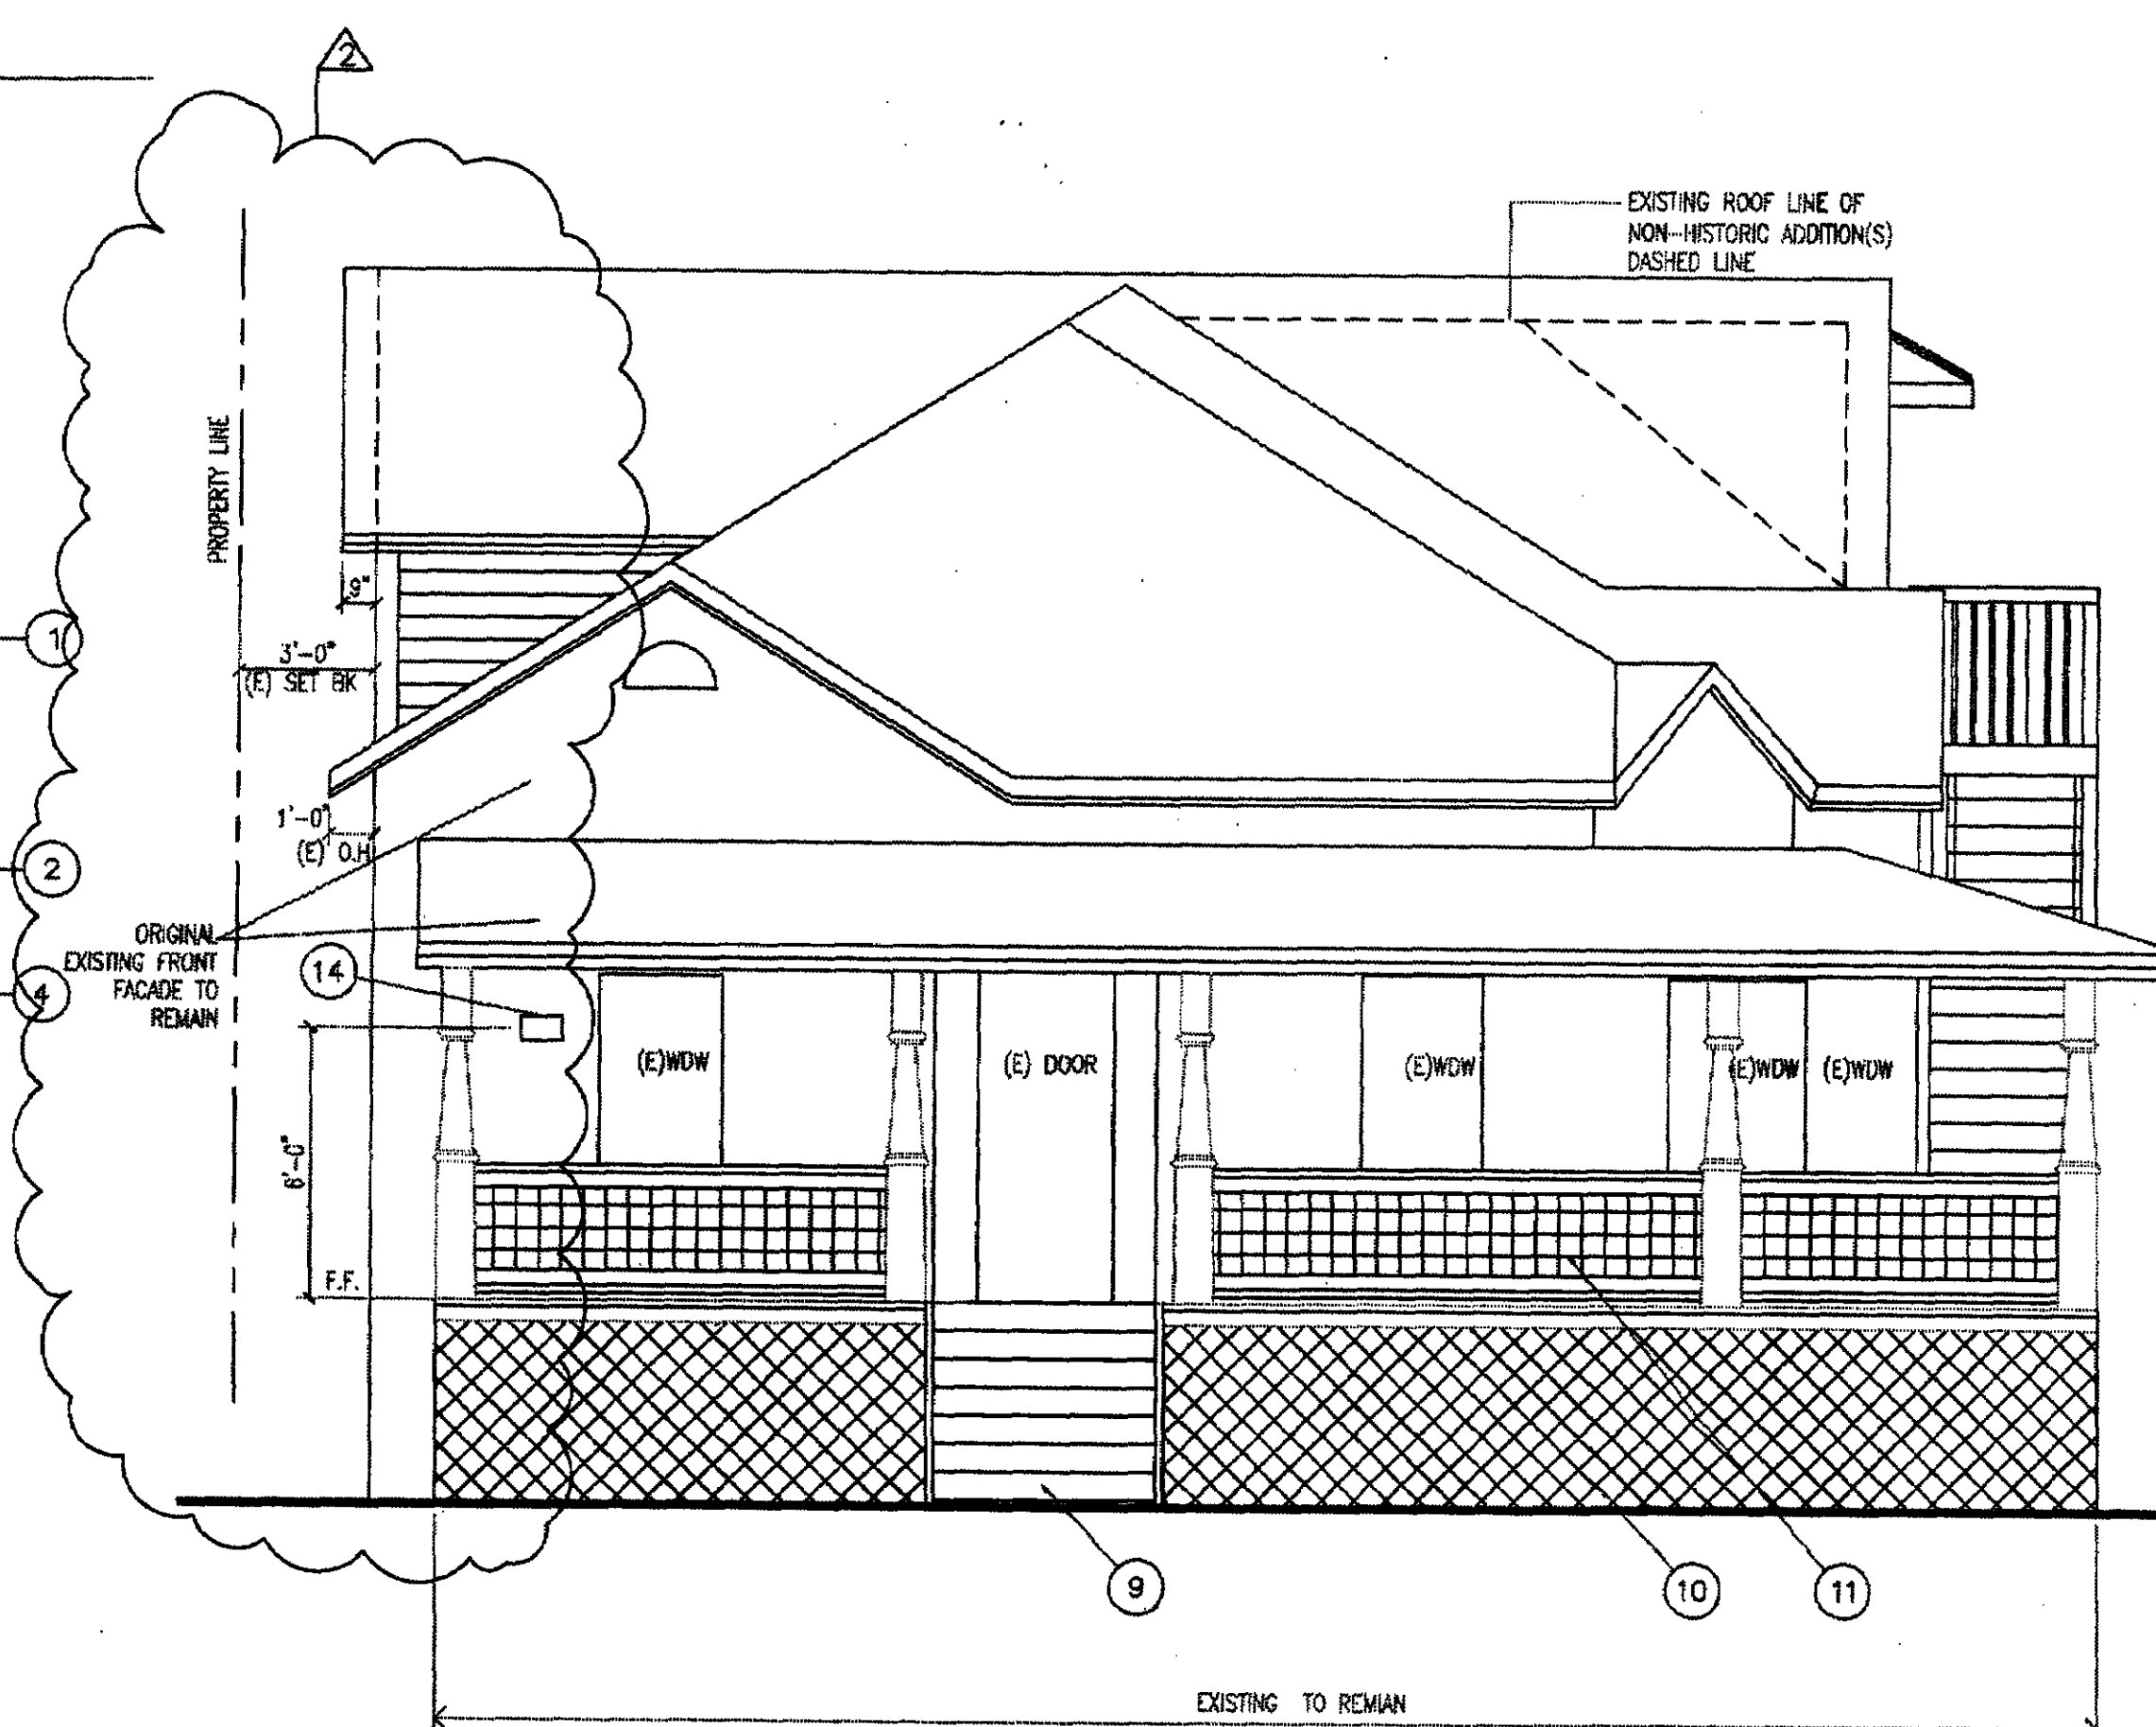 2
EXISTING ROOF LINE OF
NON-HISTORIC ADDITION(S)
DASHED LINE
PROPERTY LINE
9"
1
3'-0"
(E) SET BK
1'-0"
(E) O.H
2
ORIGINAL
EXISTING FRONT
FACADE TO
REMAIN
14
4
(E)WDW
(E) DOOR
(E)WDW
(E)WDW
(E)WDW
6'-0"
F.F.
9
10
11
EXISTING TO REMIAN